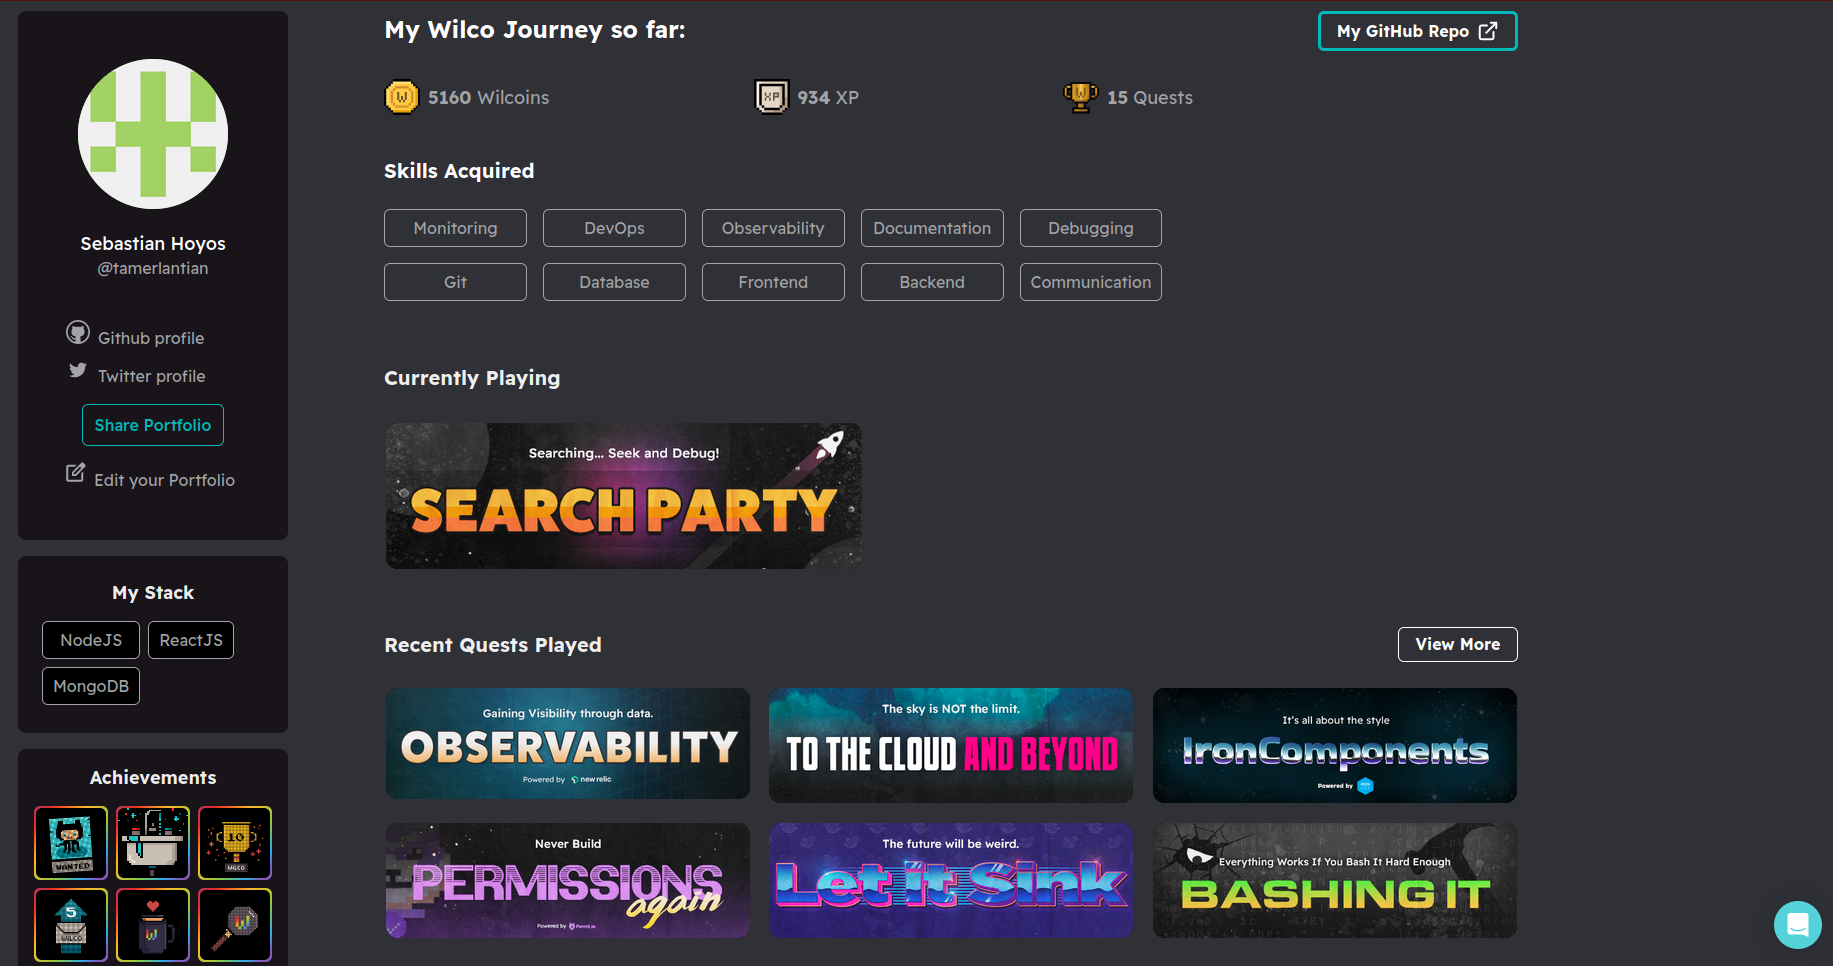 Sebastian Hoyos
@tamerlantian
Github profile
Twitter profile
Share Portfolio
Edit your Portfolio
My Stack
NodeJS
ReactJS
MongoDB
Achievements
WANTED
10
WILCO
5
WILCO
W
My Wilco Journey so far:
My GitHub Repo
W
5160 Wilcoins
XP
934 XP
W
15 Quests
Skills Acquired
Monitoring
DevOps
Observability
Documentation
Debugging
Git
Database
Frontend
Backend
Communication
Currently Playing
Searching... Seek and Debug!
SEARCH PARTY
Recent Quests Played
View More
Gaining Visibility through data.
OBSERVABILITY
Powered by new relic
The sky is NOT the limit.
TO THE CLOUD AND BEYOND
It's all about the style
IronComponents
Powered by
Never Build
PERMISSIONS
again
Powered by Permit.io
The future will be weird.
Let it Sink
Everything Works If You Bash It Hard Enough
BASHING IT